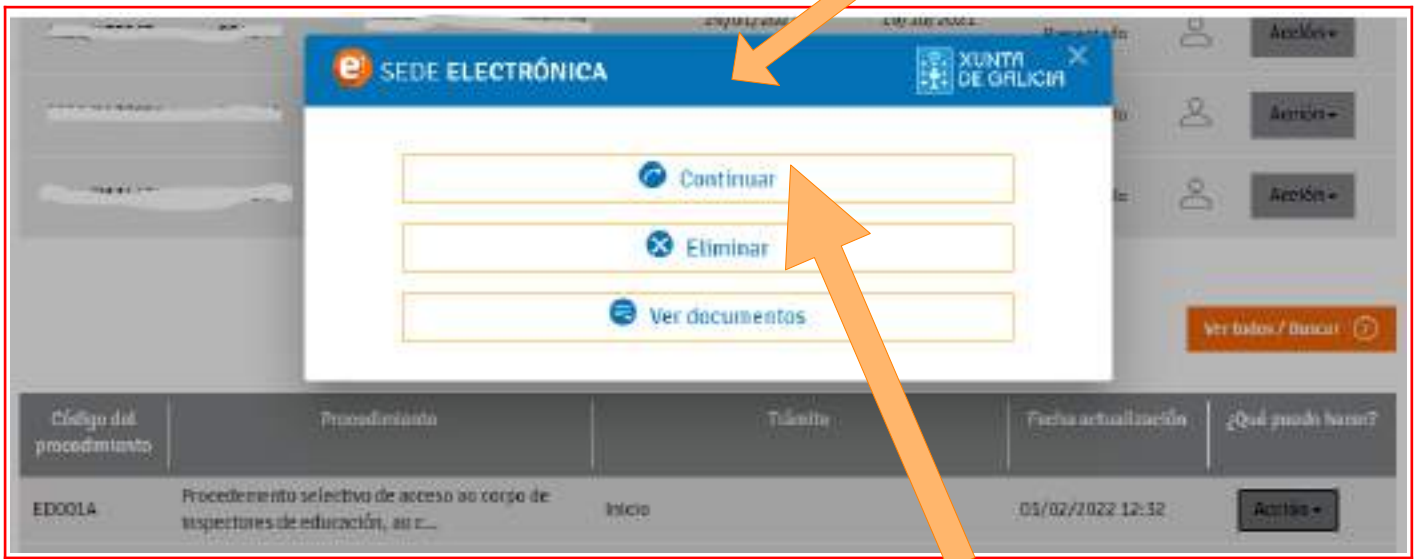 Acción
SEDE ELECTRÓNICA
XUNTA
DE GALICIA
Acción
Continuar
Acción
Eliminar
Ver documentos
Ver todos / Buscar
Código del
procedimiento
Procedimiento
Trámite
Fecha actualización
¿Qué puedo hacer?
ED001A
Procedemento selectivo de acceso ao corpo de
inspectores de educación, ao c...
Inicio
03/02/2022 12:32
Acción